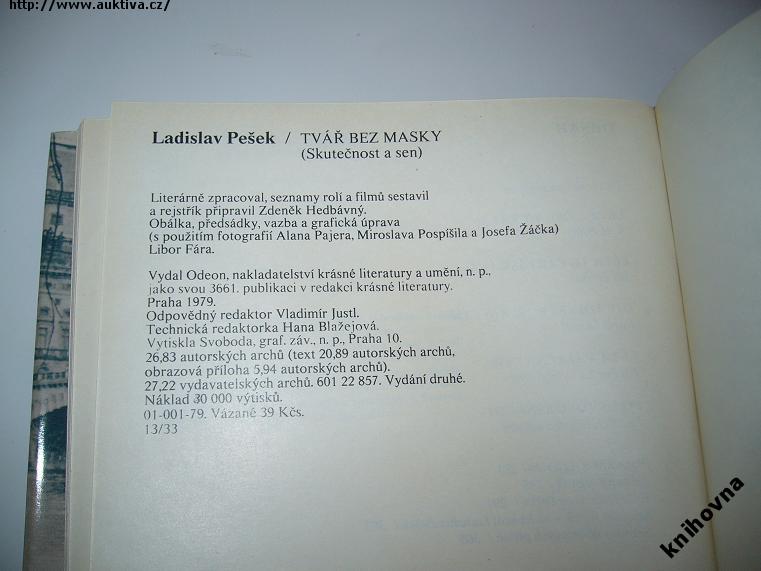 http://www.auktiva.cz/
Ladislav Pešek / TVÁŘ BEZ MASKY
(Skutečnost a sen)
Literárně zpracoval, seznamy rolí a filmů sestavil
a rejstřík připravil Zdeněk Hedbávný.
Obálka, předsádky, vazba a grafická úprava
(s použitím fotografií Alana Pajera, Miroslava Pospíšila a Josefa Žáčka)
Libor Fára.
Vydal Odeon, nakladatelství krásné literatury a umění, n. p.,
jako svou 3661. publikaci v redakci krásné literatury.
Praha 1979.
Odpovědný redaktor Vladimír Justl.
Technická redaktorka Hana Blažejová.
Vytiskla Svoboda, graf. záv., n. p., Praha 10.
26,83 autorských archů (text 20,89 autorských archů,
obrazová příloha 5,94 autorských archů).
27,22 vydavatelských archů. 601 22 857. Vydání druhé.
Náklad 30 000 výtisků.
01-001-79. Vázané 39 Kčs.
13/33
knihovna